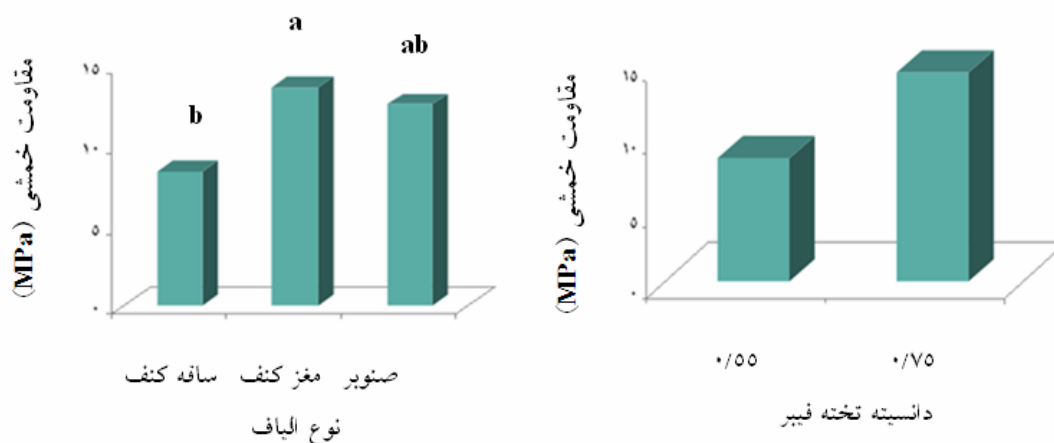 a
ab
b
مقاومت خمشی (MPa)
۱۵
۱۰
۵
۰
سافه کنف
مغز کنف
صنوبر
نوع الیاف
مقاومت خمشی (MPa)
۱۵
۱۰
۵
۰
۰/۵۵
۰/۷۵
دانسیته تخته فیبر